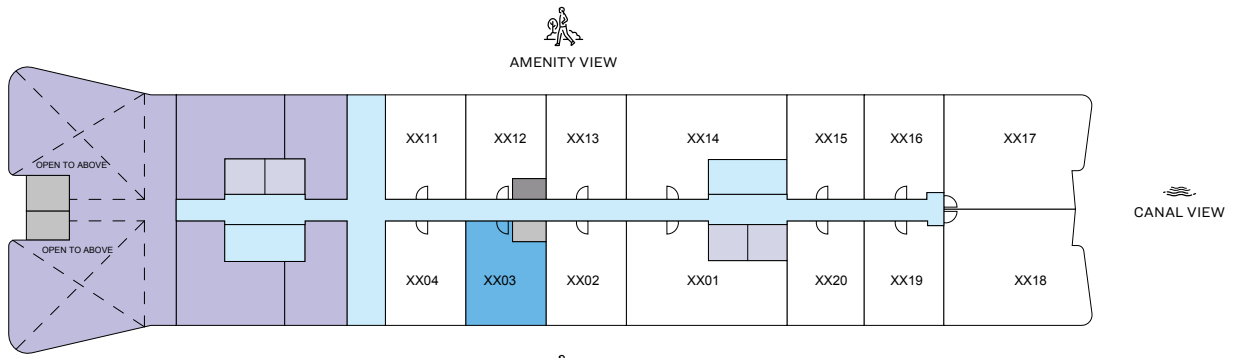 AMENITY VIEW
XX11
XX12
XX13
XX14
XX15
XX16
XX17
OPEN TO ABOVE
CANAL VIEW
OPEN TO ABOVE
XX04
XX03
XX02
XX01
XX20
XX19
XX18